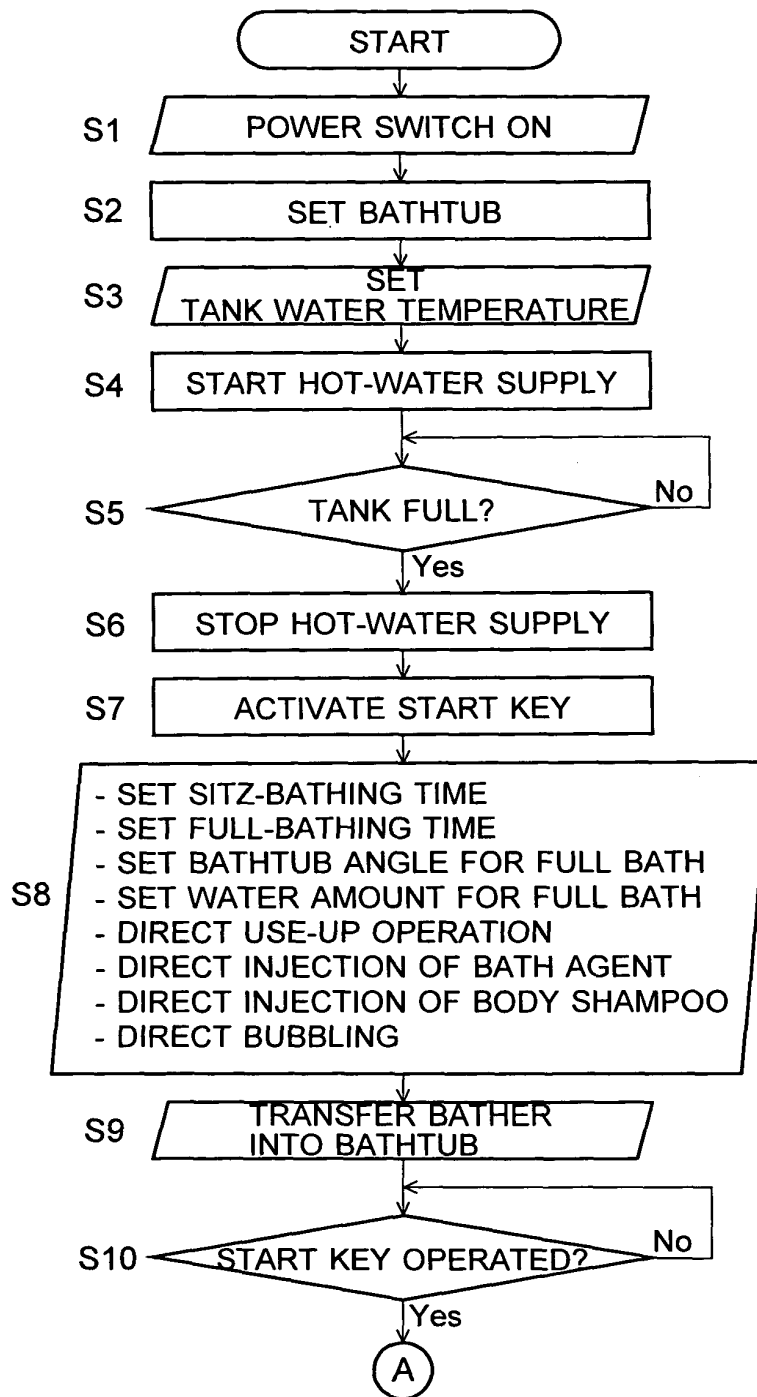 START
S1 POWER SWITCH ON
S2 SET BATHTUB
S3 SET
TANK WATER TEMPERATURE
S4 START HOT-WATER SUPPLY
S5 TANK FULL? No
Yes
S6 STOP HOT-WATER SUPPLY
S7 ACTIVATE START KEY
S8
- SET SITZ-BATHING TIME
- SET FULL-BATHING TIME
- SET BATHTUB ANGLE FOR FULL BATH
- SET WATER AMOUNT FOR FULL BATH
- DIRECT USE-UP OPERATION
- DIRECT INJECTION OF BATH AGENT
- DIRECT INJECTION OF BODY SHAMPOO
- DIRECT BUBBLING
S9 TRANSFER BATHER
INTO BATHTUB
S10 START KEY OPERATED? No
Yes
A